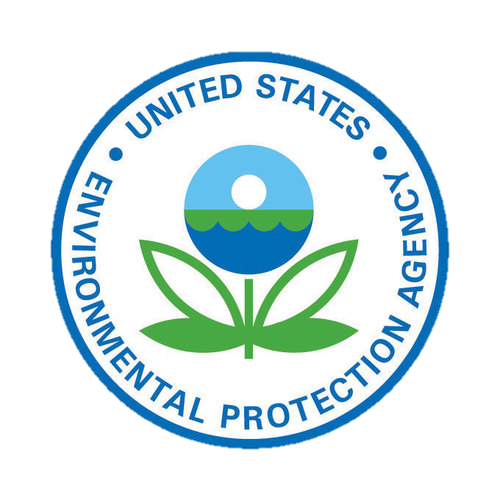 UNITED STATES
ENVIRONMENTAL PROTECTION AGENCY